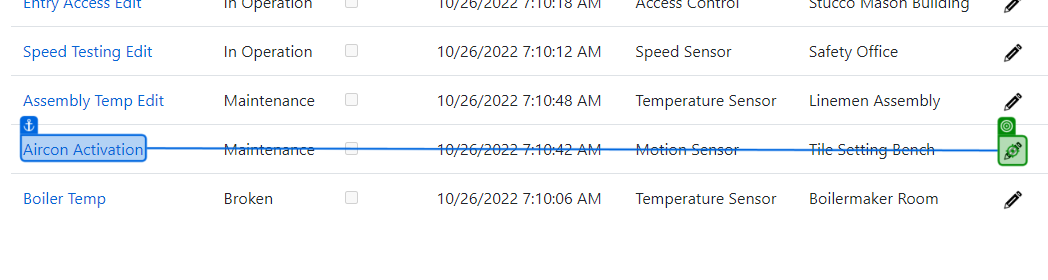 Entry Access Edit In Operation 10/26/2022 7:10:18 AM Access Control Stucco Mason Building
Speed Testing Edit In Operation 10/26/2022 7:10:12 AM Speed Sensor Safety Office
Assembly Temp Edit Maintenance 10/26/2022 7:10:48 AM Temperature Sensor Linemen Assembly
Aircon Activation Maintenance 10/26/2022 7:10:42 AM Motion Sensor Tile Setting Bench
Boiler Temp Broken 10/26/2022 7:10:06 AM Temperature Sensor Boilermaker Room